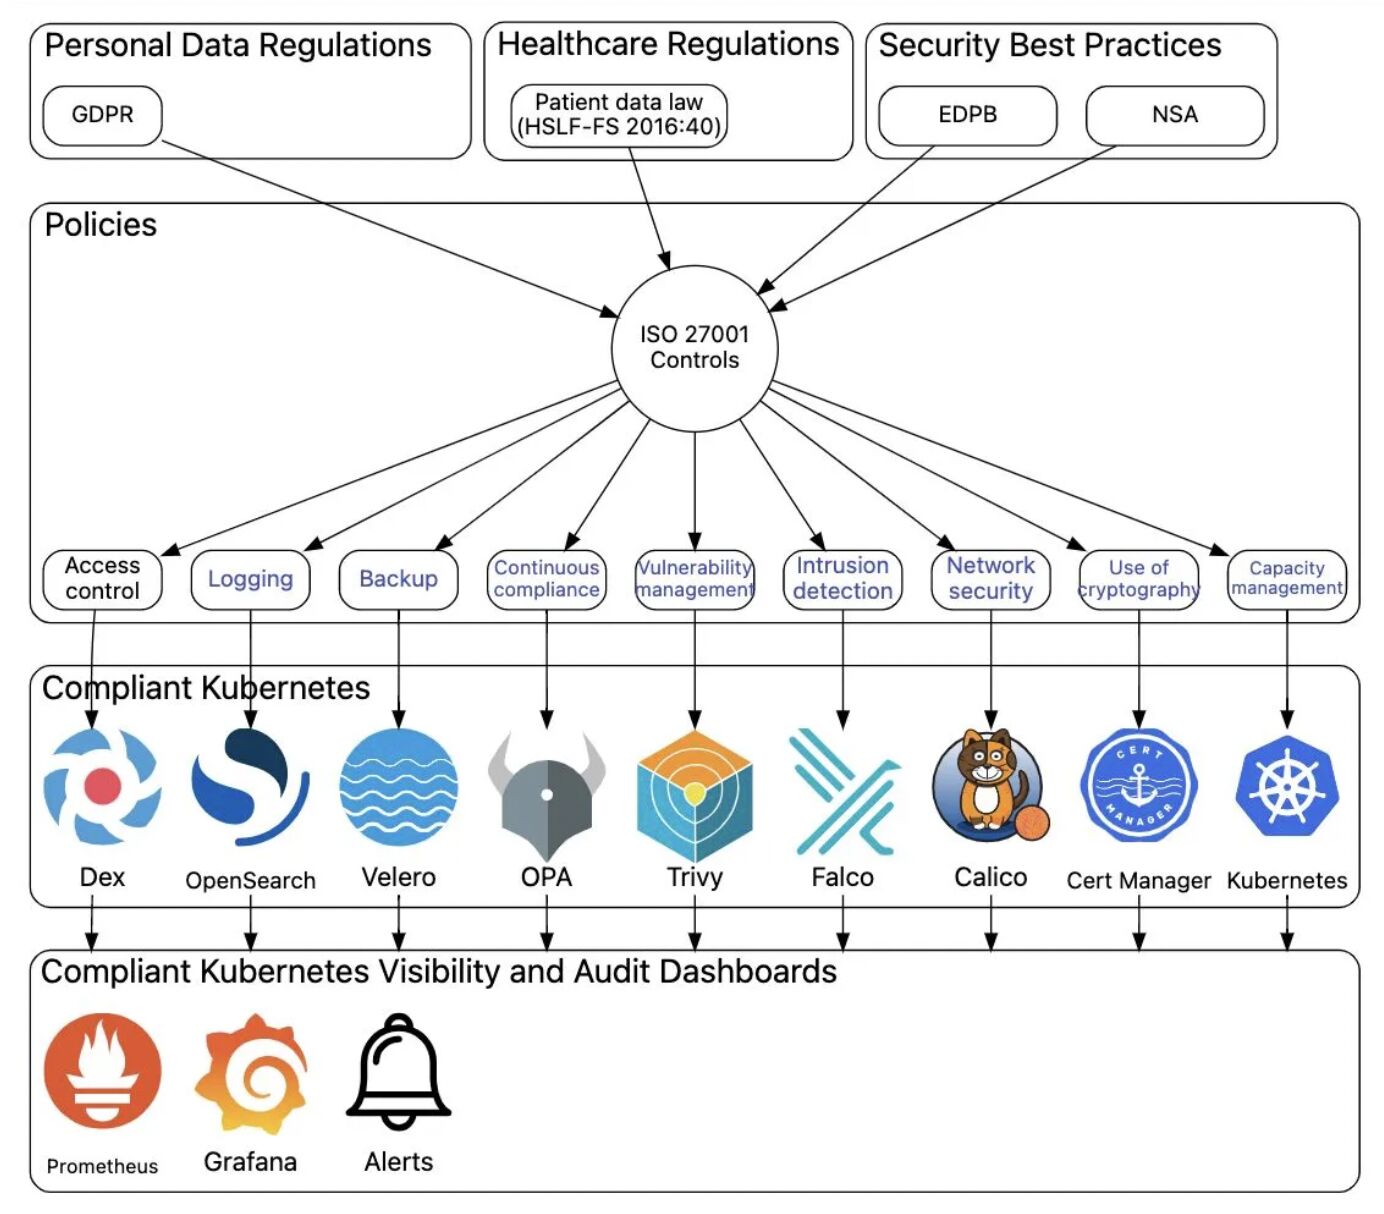 Personal Data Regulations
GDPR
Healthcare Regulations
Patient data law
(HSLF-FS 2016:40)
Security Best Practices
EDPB
NSA
Policies
ISO 27001
Controls
Access
control
Logging
Backup
Continuous
compliance
Vulnerability
management
Intrusion
detection
Network
security
Use of
cryptography
Capacity
management
Compliant Kubernetes
CERT
MANAGER
Dex
OpenSearch
Velero
OPA
Trivy
Falco
Calico
Cert Manager
Kubernetes
Compliant Kubernetes Visibility and Audit Dashboards
Prometheus
Grafana
Alerts